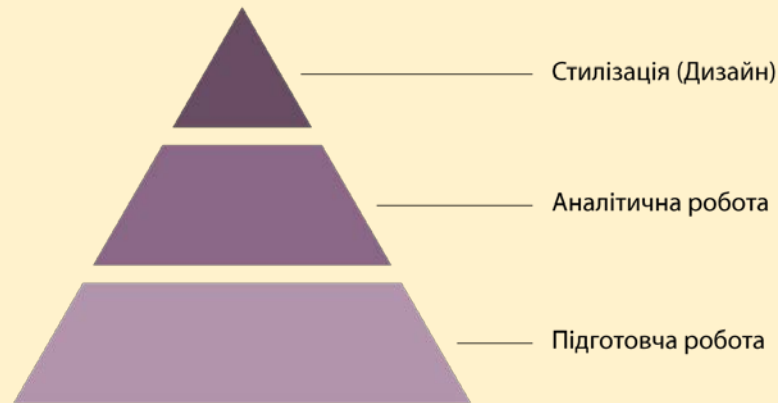 Стилізація (Дизайн)
Аналітична робота
Підготовча робота